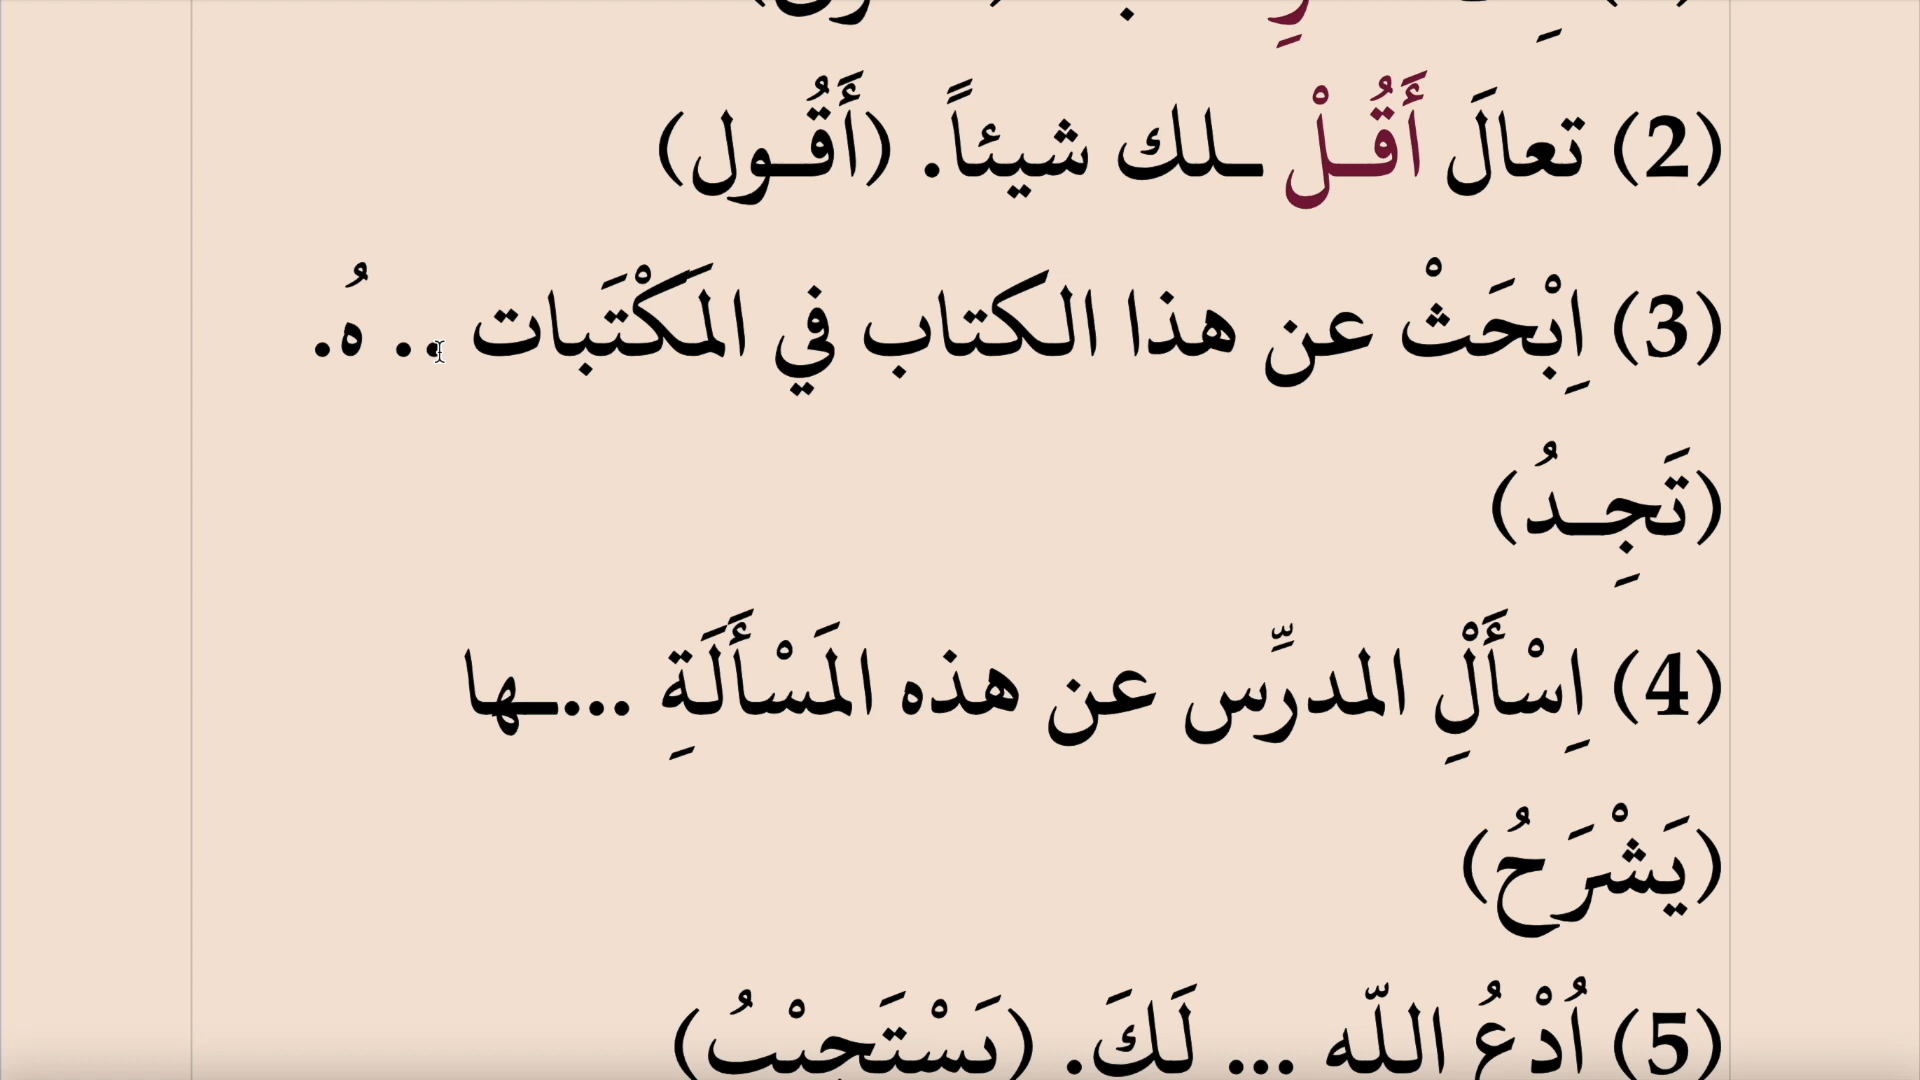 (2) تعالَ أَقُـلْ ـلك شيئاً. (أَقُـول)
(3) اِبْحَثْ عن هذا الكتاب في المَكْتَبات .. هُ.
(تَجِـدُ)
(4) اِسْأَلِ المدرِّس عن هذه المَسْأَلَةِ ...ـها
(يَشْرَحُ)
(5) اُدْعُ اللّه ... لَكَ. (يَسْتَجِيْبُ)